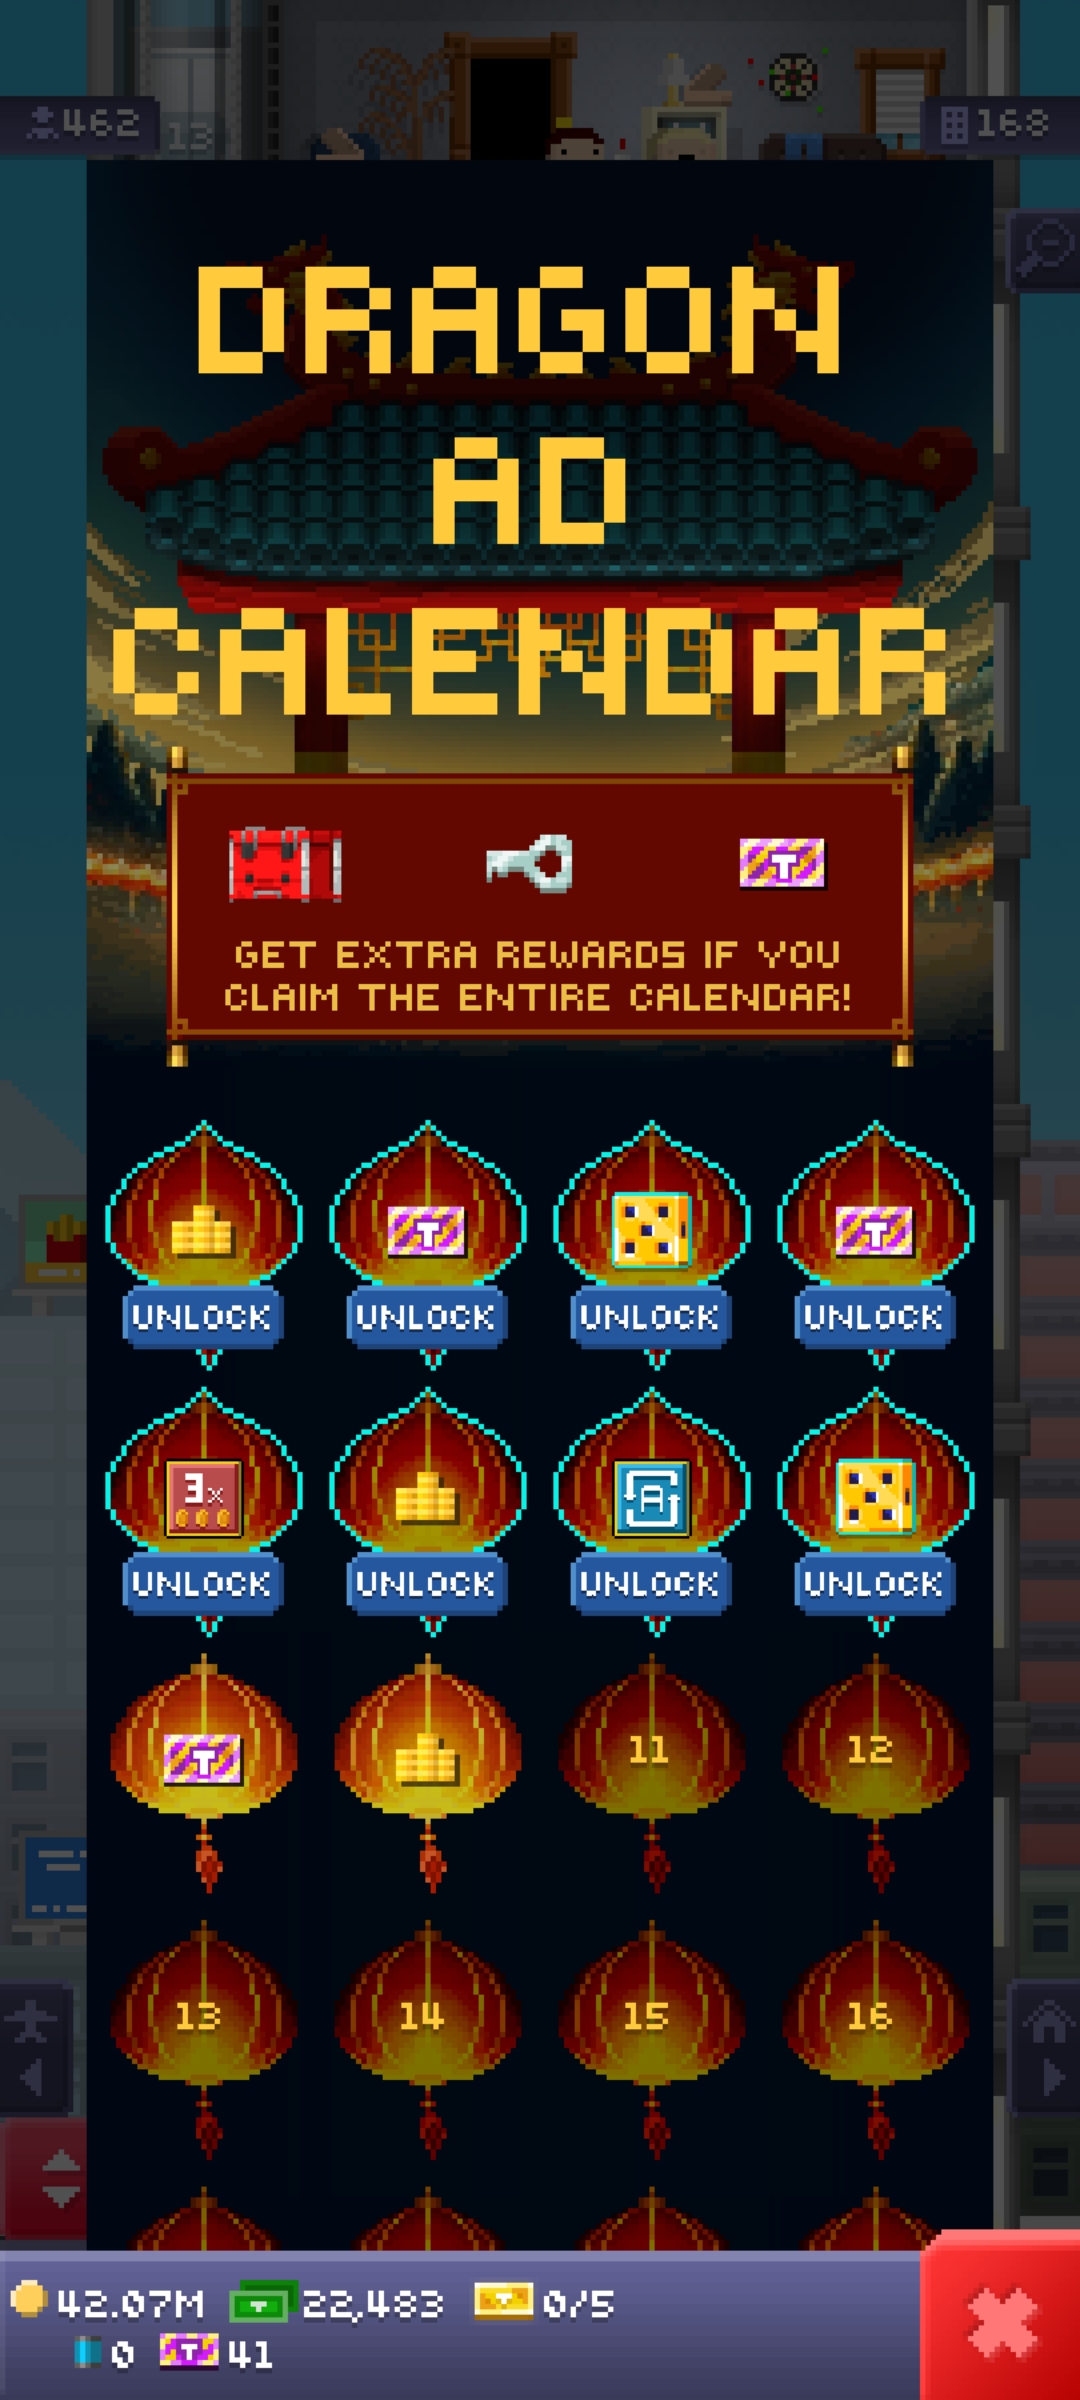 462
13
168
DRAGON
AD
CALENDAR
T
GET EXTRA REWARDS IF YOU
CLAIM THE ENTIRE CALENDAR!
T T
UNLOCK UNLOCK UNLOCK UNLOCK
3x A
UNLOCK UNLOCK UNLOCK UNLOCK
T 11 12
13 14 15 16
42.07M 22,483 0/5
0 T 41